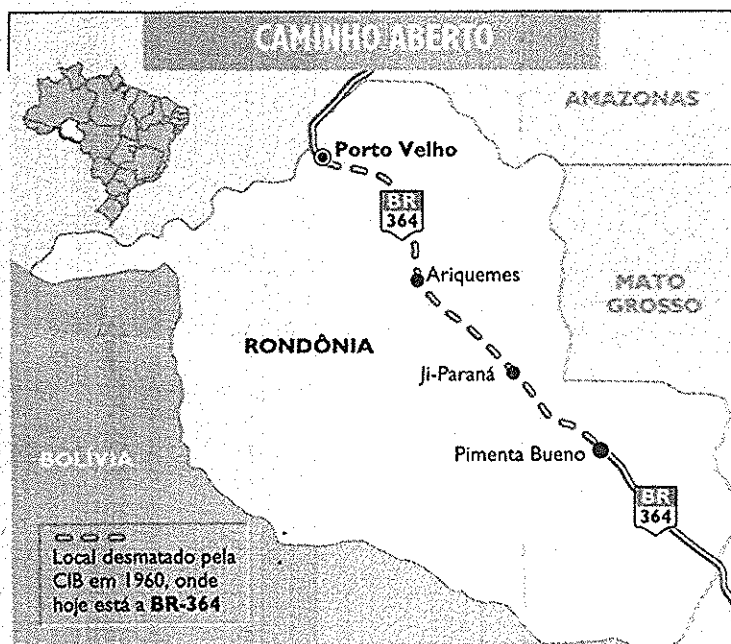 CAMINHO ABERTO
AMAZONAS
Porto Velho
BR
364
Ariquemes
MATO
GROSSO
RONDÔNIA
Ji-Paraná
BOLÍVIA
Pimenta Bueno
BR
364
Local desmatado pela
CIB em 1960, onde
hoje está a BR-364